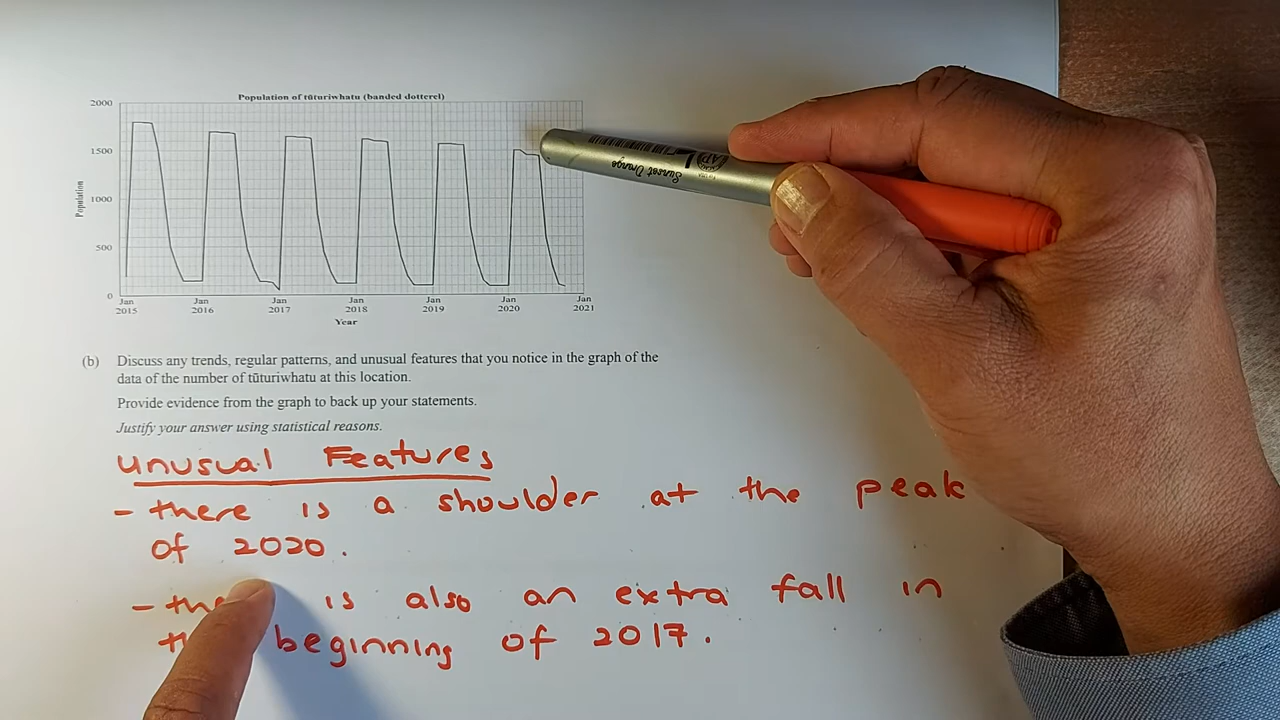 Population of tūturiwhatu (banded dotterel)
2000
1500
1000
500
0
Population
Jan 2015
Jan 2016
Jan 2017
Jan 2018
Jan 2019
Jan 2020
Jan 2021
Year
Sunset Orange
(b) Discuss any trends, regular patterns, and unusual features that you notice in the graph of the
data of the number of tūturiwhatu at this location.
Provide evidence from the graph to back up your statements.
Justify your answer using statistical reasons.
Unusual Features
- there is a shoulder at the peak
of 2020.
- is also an extra fall in
beginning of 2017.